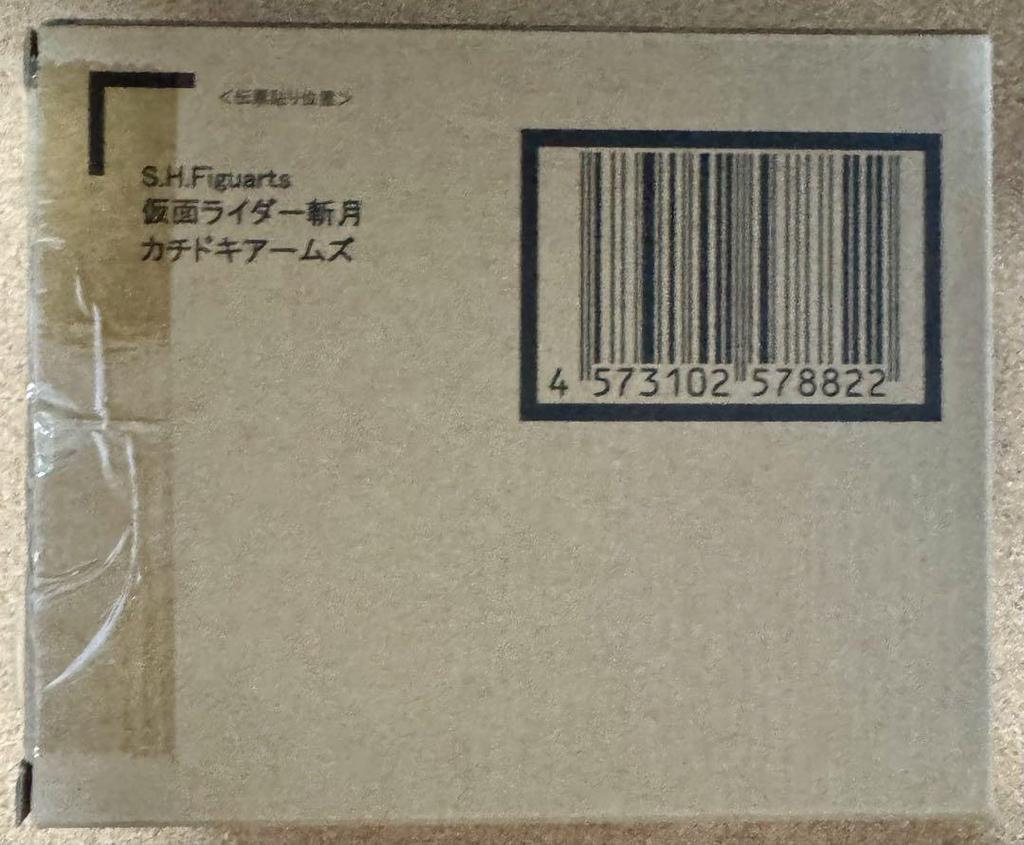 <伝票貼り位置>
S.H.Figuarts
仮面ライダー斬月
カチドキアームズ
4 573102 578822